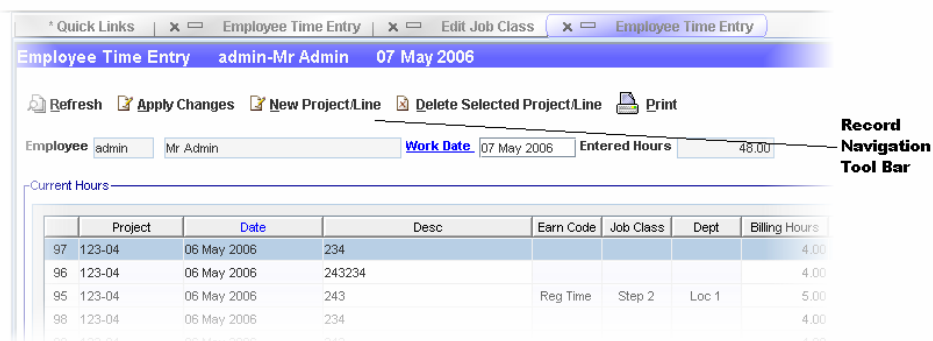 * Quick Links | x Employee Time Entry | x Edit Job Class x Employee Time Entry
Employee Time Entry admin-Mr Admin 07 May 2006
Refresh Apply Changes New Project/Line Delete Selected Project/Line Print
Record
Navigation
Tool Bar
Employee admin Mr Admin Work Date 07 May 2006 Entered Hours 48.00
Current Hours
Project Date Desc Earn Code Job Class Dept Billing Hours
97 123-04 06 May 2006 234 4.00
96 123-04 06 May 2006 243234 4.00
95 123-04 06 May 2006 243 Reg Time Step 2 Loc 1 5.00
98 123-04 06 May 2006 234 4.00